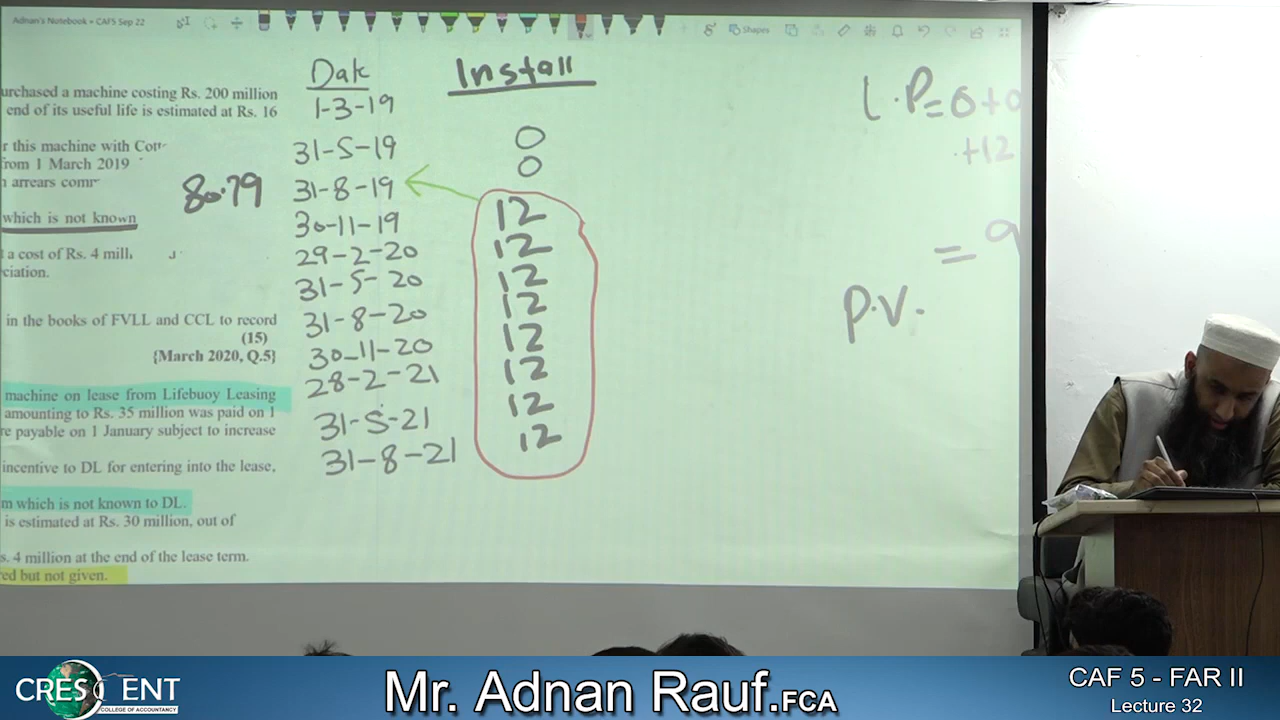 Adnan's Notebook • CAF5 Sep 22
Shapes
urchased a machine costing Rs. 200 million
end of its useful life is estimated at Rs. 16
r this machine with Cott
rom 1 March 2019
n arrears comm
which is not known
a cost of Rs. 4 mill
ciation.
in the books of FVLL and CCL to record
(15)
{March 2020, Q.5}
machine on lease from Lifebuoy Leasing
amounting to Rs. 35 million was paid on 1
re payable on 1 January subject to increase
incentive to DL for entering into the lease,
m which is not known to DL.
is estimated at Rs. 30 million, out of
s. 4 million at the end of the lease term.
red but not given.
80.79
Date Install
1-3-19
31-5-19 0
31-8-19 0
30-11-19 12
29-2-20 12
31-5-20 12
31-8-20 12
30-11-20 12
28-2-21 12
31-5-21 12
31-8-21 12
L.P=0+0
+12
= 9
P.V.
CRESCENT
COLLEGE OF ACCOUNTANCY
Mr. Adnan Rauf.FCA
CAF 5 - FAR II
Lecture 32